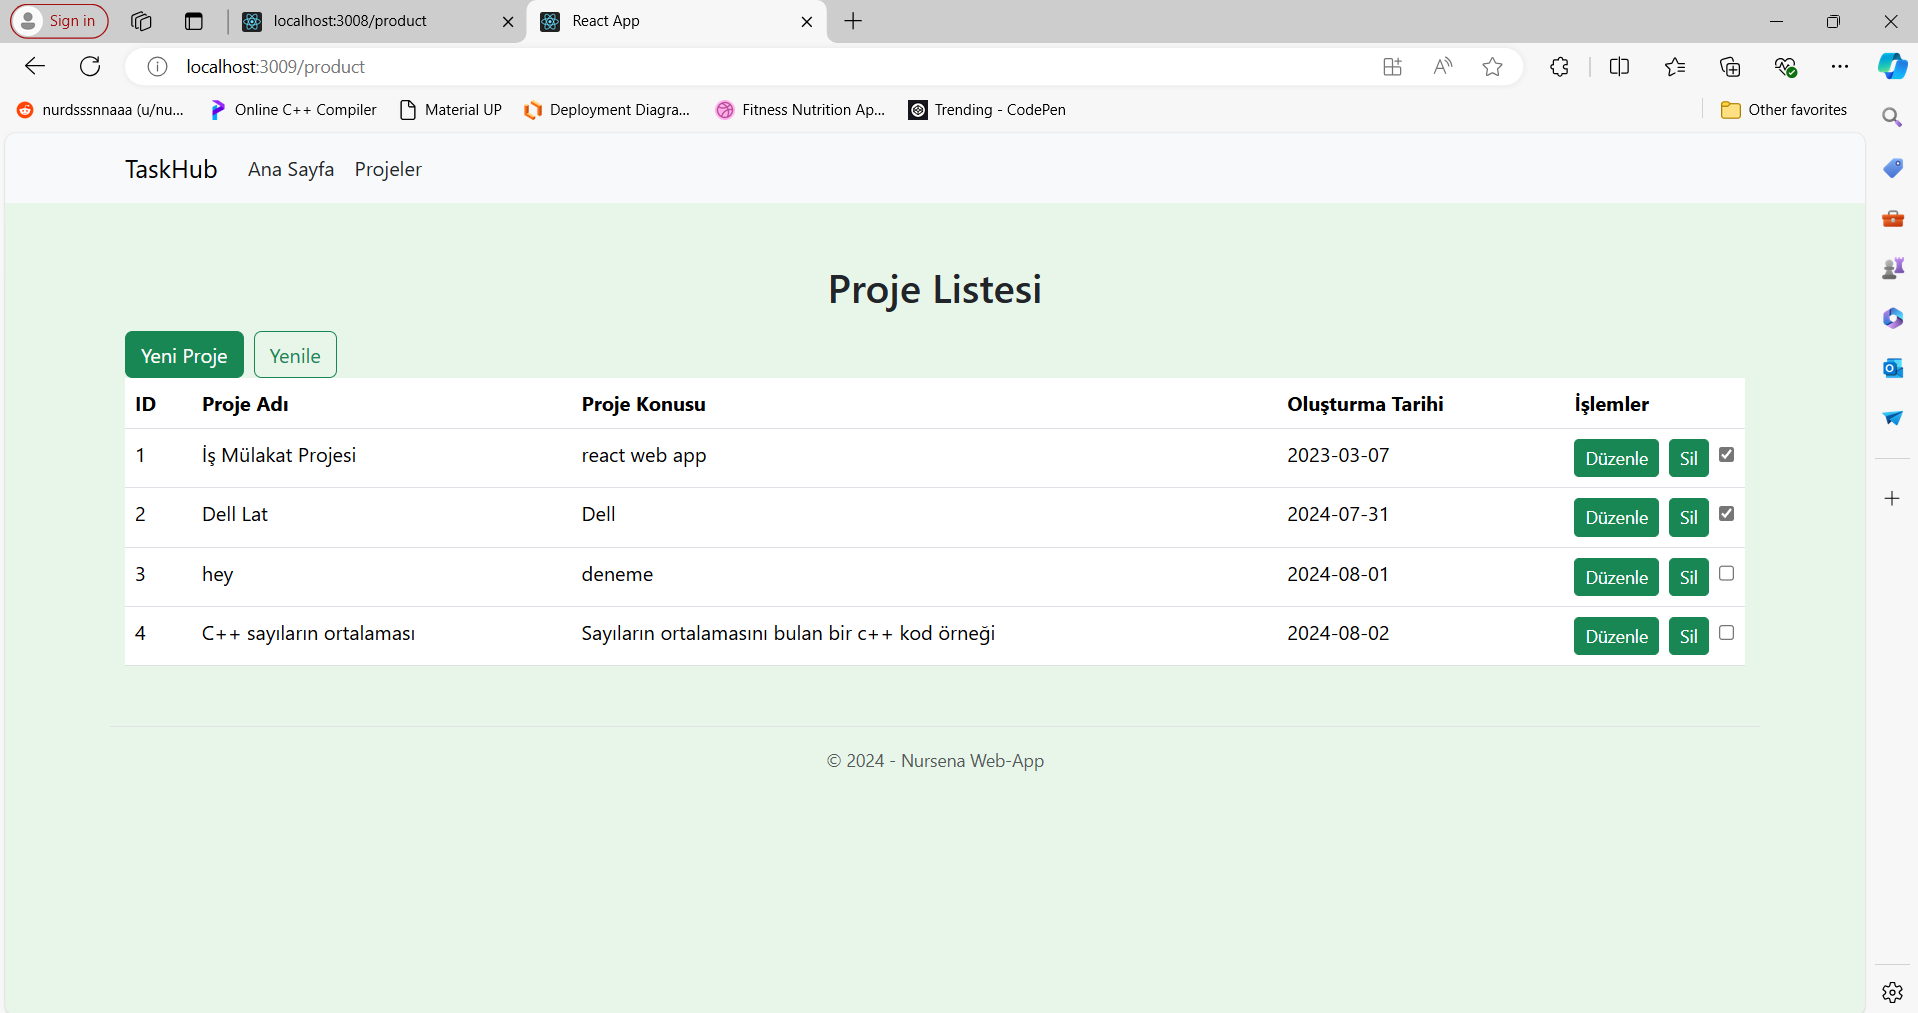 Sign in
localhost:3008/product
React App
localhost:3009/product
nurdsssnnaaa (u/nu...
Online C++ Compiler
Material UP
Deployment Diagra...
Fitness Nutrition Ap...
Trending - CodePen
Other favorites
TaskHub Ana Sayfa Projeler
Proje Listesi
Yeni Proje Yenile
ID Proje Adı Proje Konusu Oluşturma Tarihi İşlemler
1 İş Mülakat Projesi react web app 2023-03-07 Düzenle Sil
2 Dell Lat Dell 2024-07-31 Düzenle Sil
3 hey deneme 2024-08-01 Düzenle Sil
4 C++ sayıların ortalaması Sayıların ortalamasını bulan bir c++ kod örneği 2024-08-02 Düzenle Sil
© 2024 - Nursena Web-App